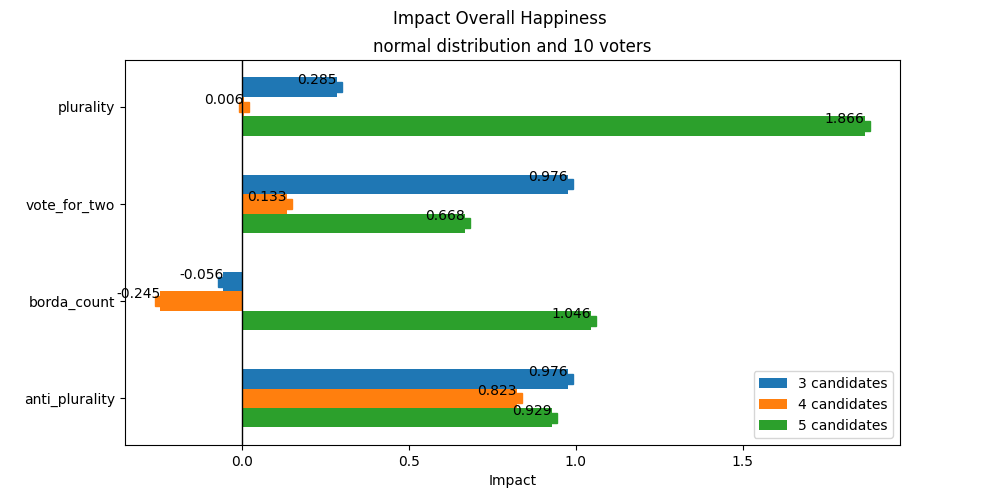 Impact Overall Happiness
normal distribution and 10 voters
plurality
0.285
0.006
1.866
vote_for_two
0.976
0.133
0.668
borda_count
-0.056
-0.245
1.046
anti_plurality
0.976
0.823
0.929
3 candidates
4 candidates
5 candidates
0.0 0.5 1.0 1.5
Impact